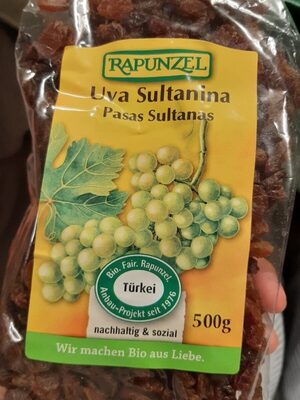 RAPUNZEL
Uva Sultanina
Pasas Sultanas
Bio. Fair. Rapunzel
Türkei
Anbau-Projekt seit 1976
nachhaltig & sozial
500g
Wir machen Bio aus Liebe.